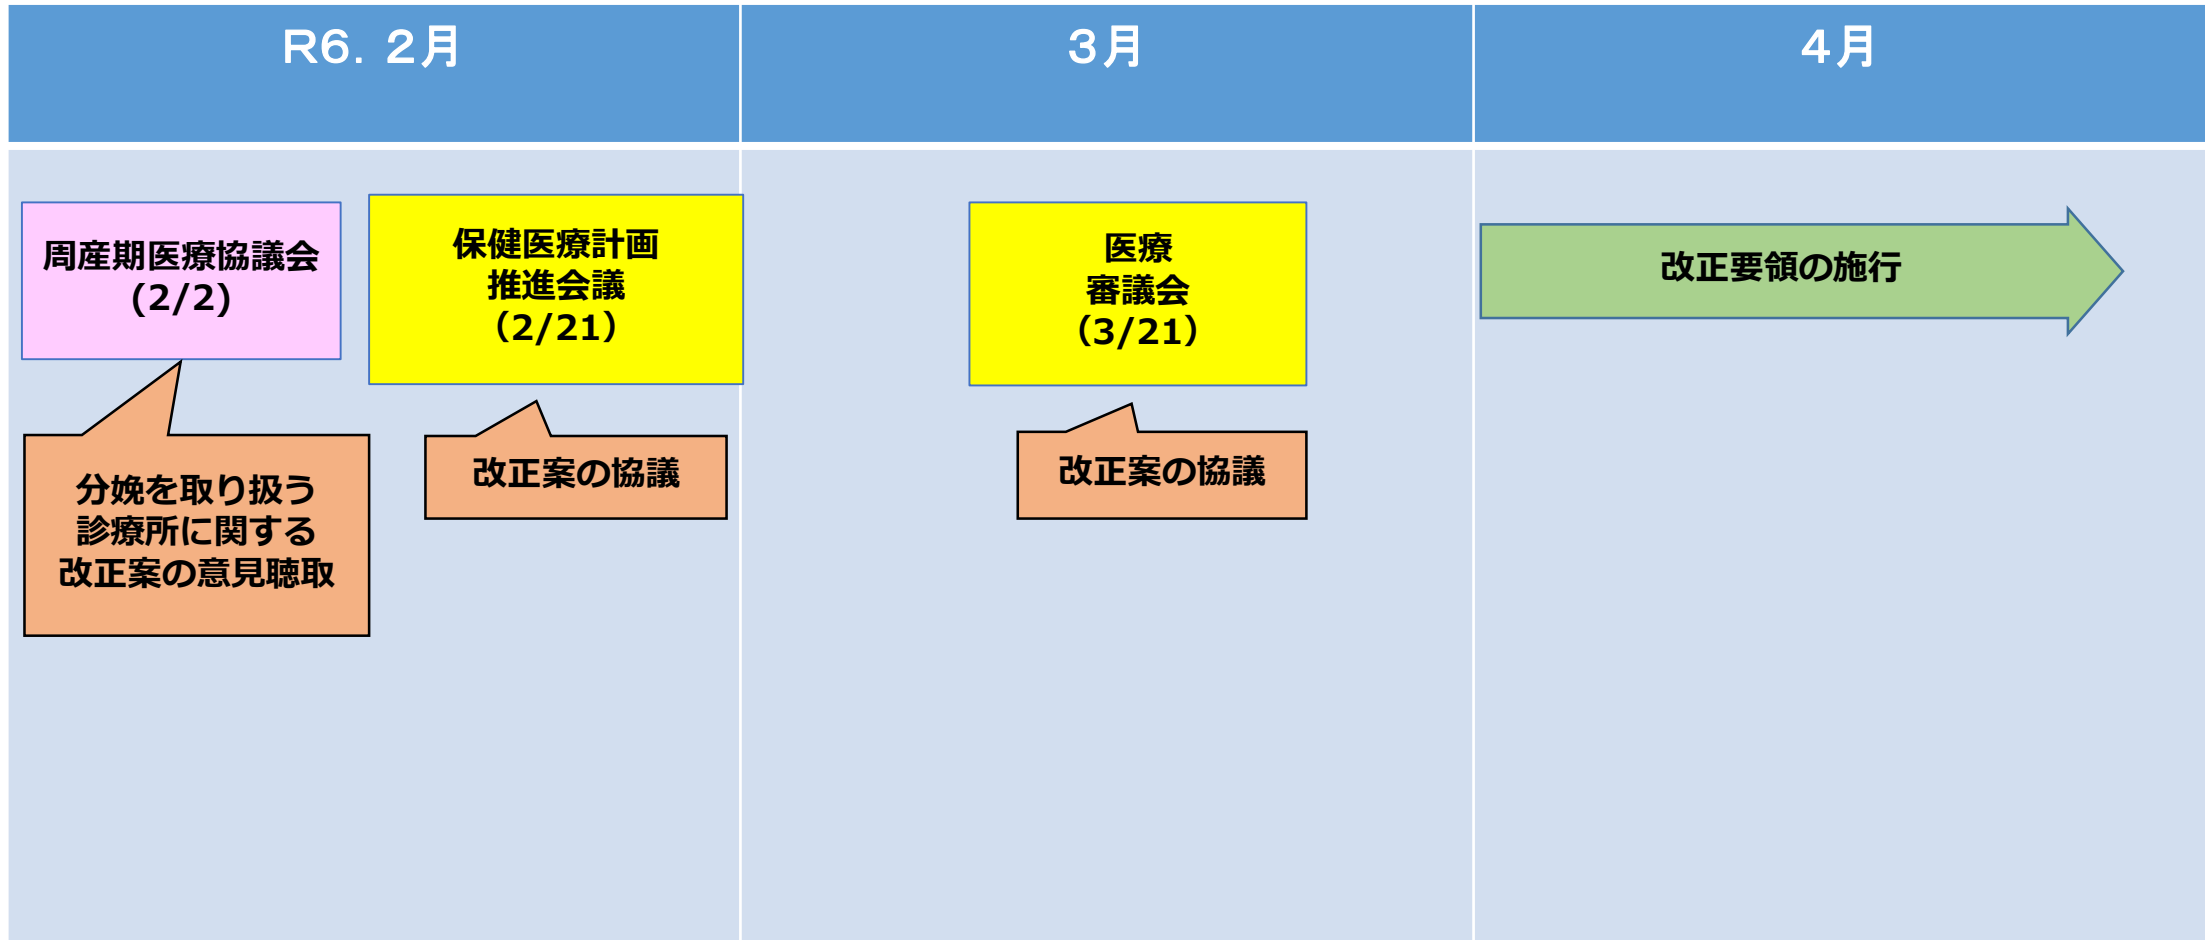 R6．２月
３月
４月
周産期医療協議会
(2/2)
保健医療計画
推進会議
（2/21）
医療
審議会
（3/21）
改正要領の施行
分娩を取り扱う
診療所に関する
改正案の意見聴取
改正案の協議
改正案の協議